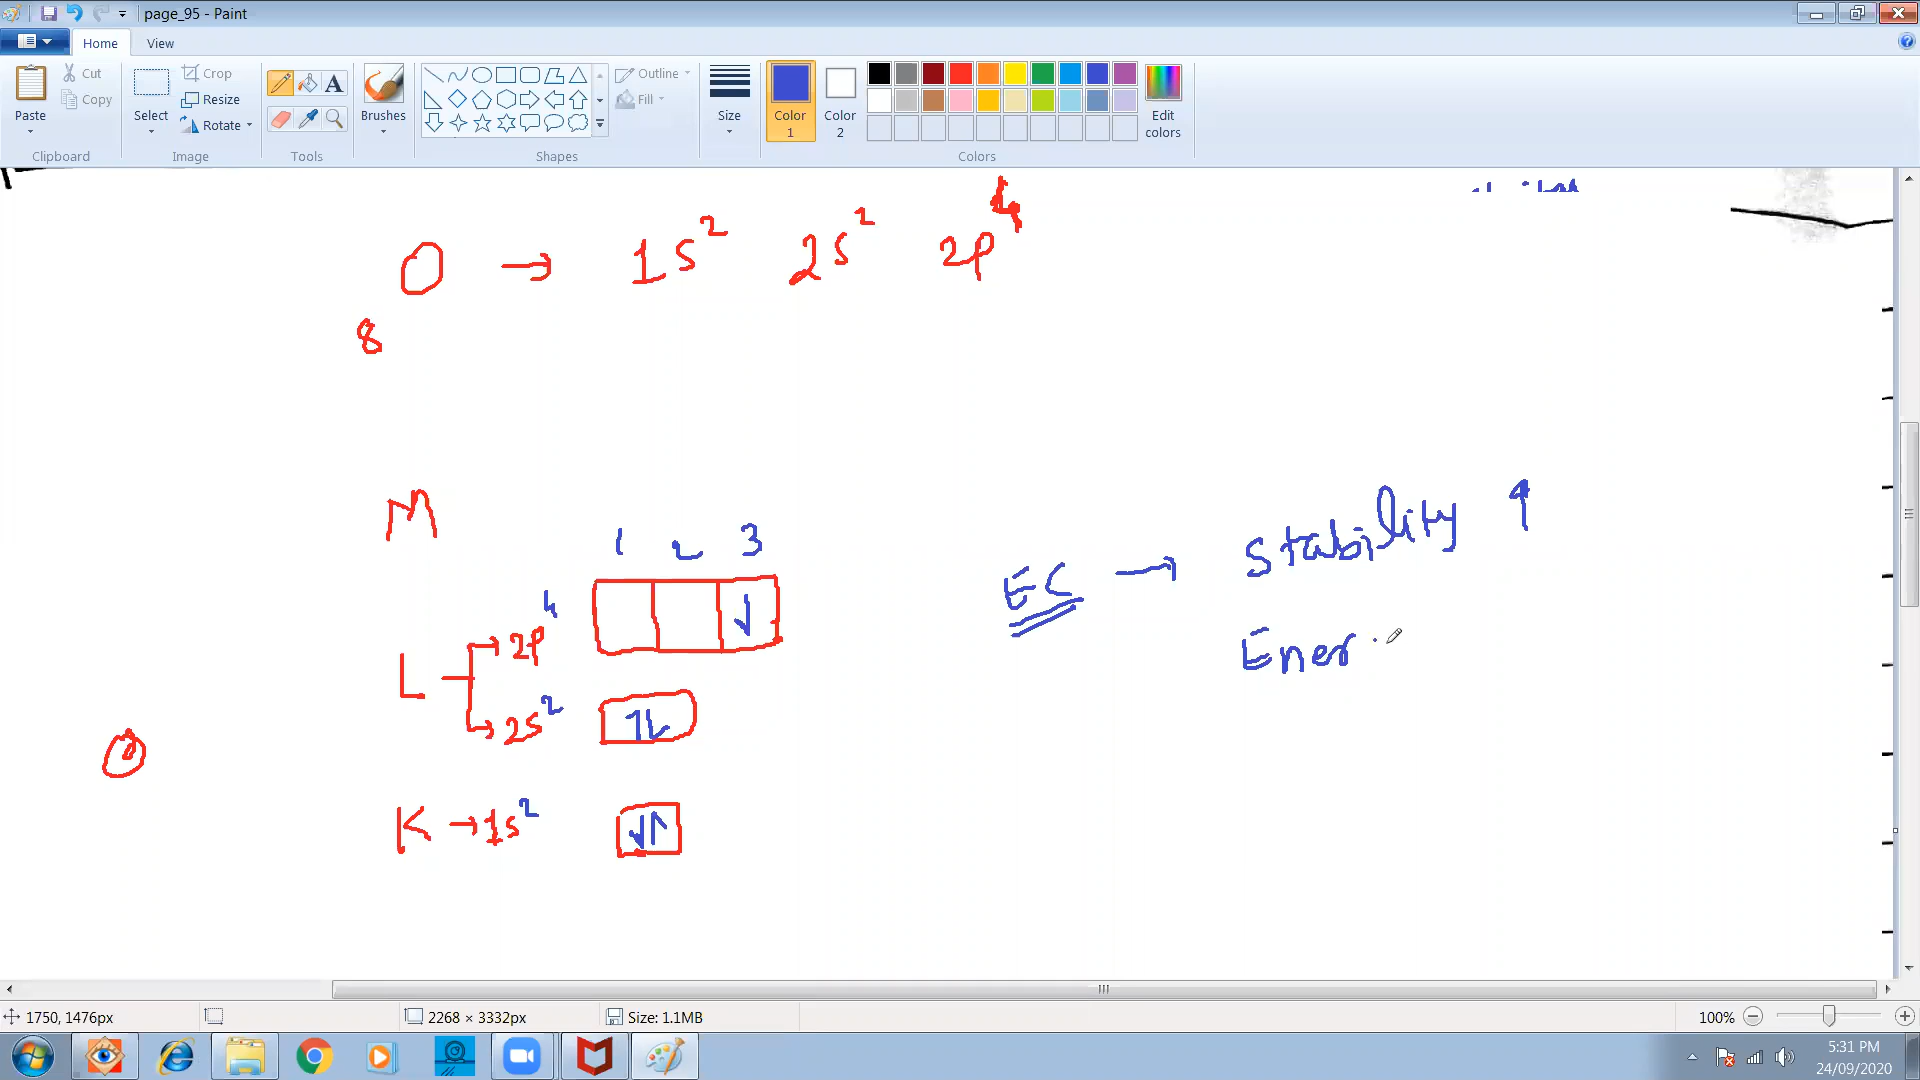 page_95 - Paint
Home View
Paste Cut Copy Select Crop Resize Rotate Brushes Outline Fill Size Color 1 Color 2 Edit colors
Clipboard Image Tools Shapes Colors
O → 1s² 2s² 2p⁴
8
M
1 2 3
EC → Stability ↑
L → 2p⁴
Ener
→ 2s²
K → 1s²
1750, 1476px 2268 × 3332px Size: 1.1MB 100%
5:31 PM
24/09/2020